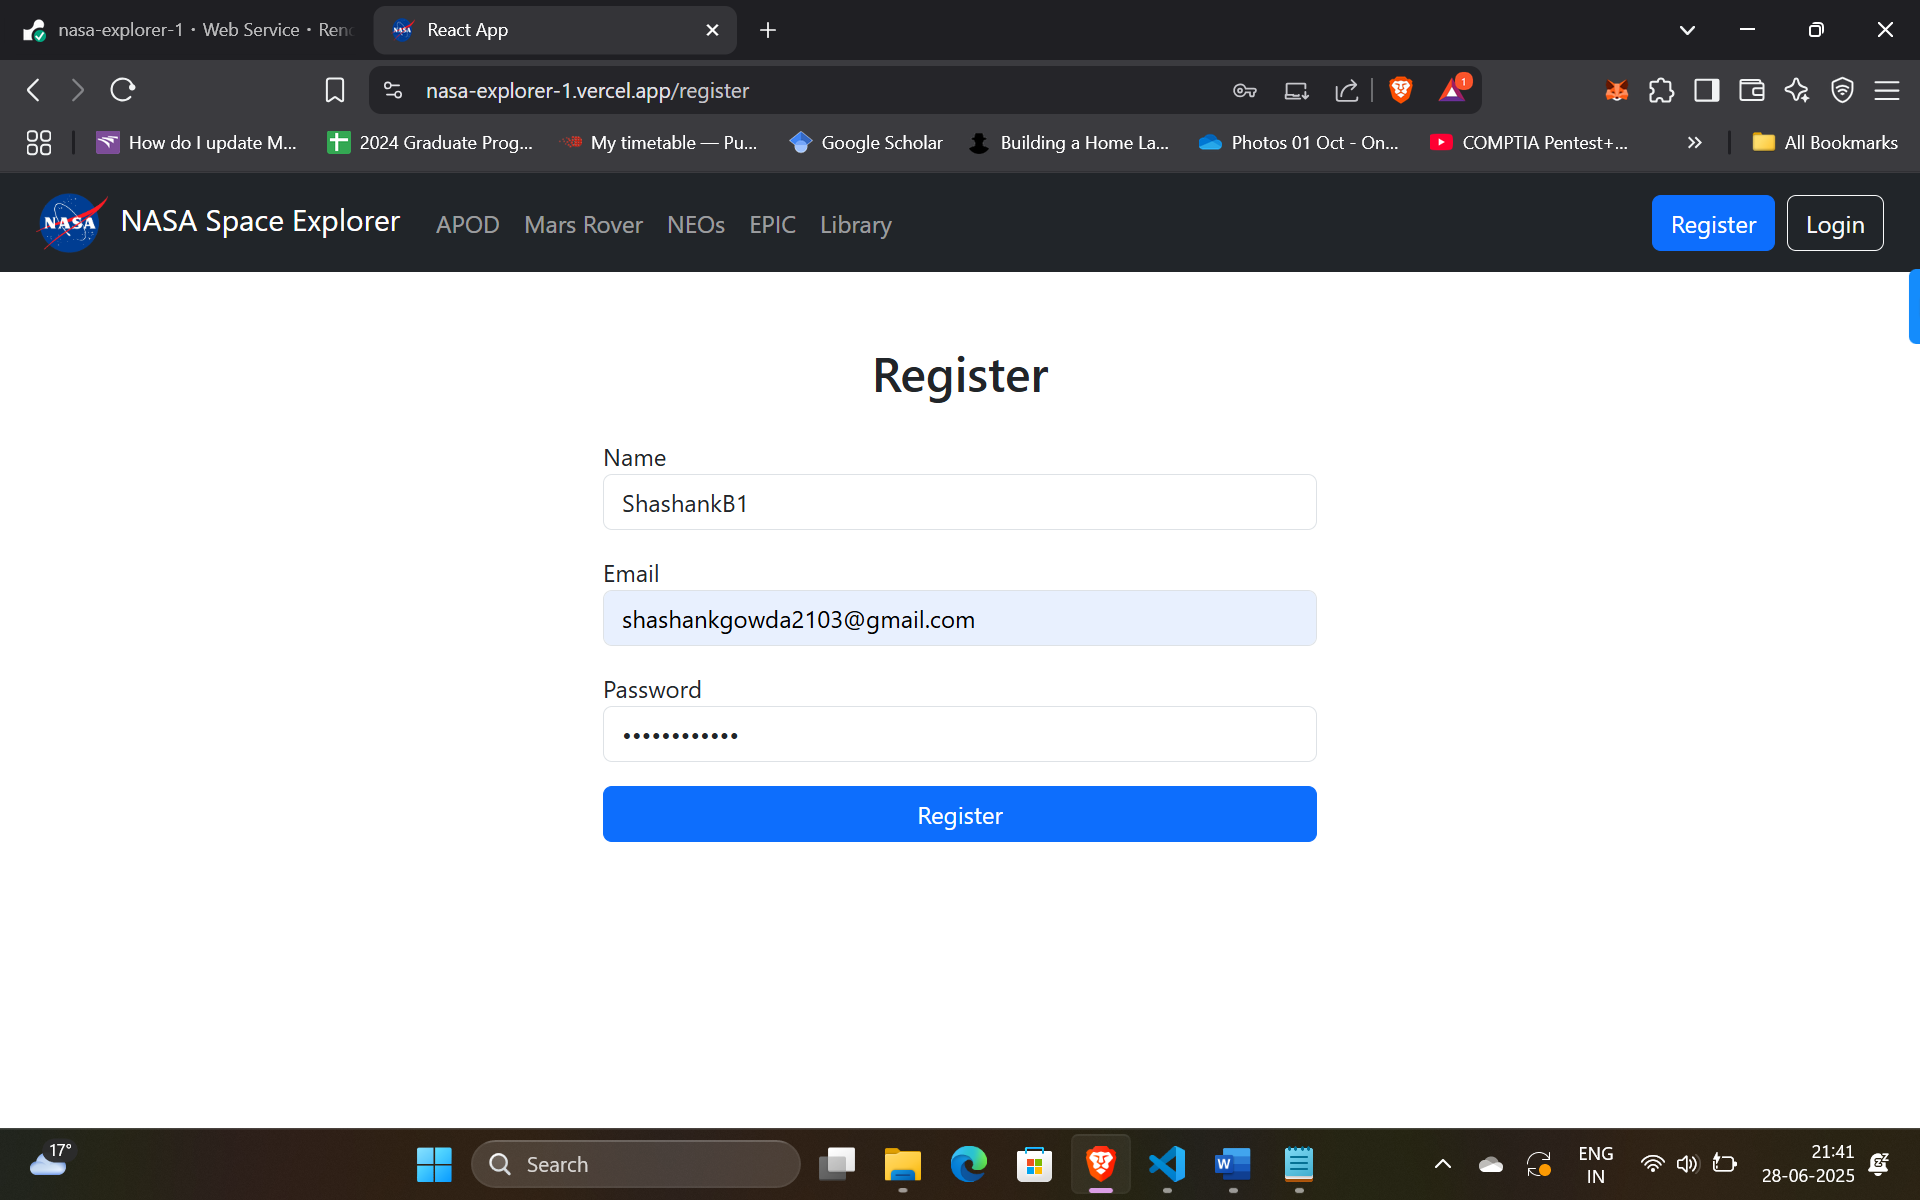 nasa-explorer-1 · Web Service · Ren
React App
nasa-explorer-1.vercel.app/register
1
How do I update M...
2024 Graduate Prog...
My timetable — Pu...
Google Scholar
Building a Home La...
Photos 01 Oct - On...
COMPTIA Pentest+...
All Bookmarks
NASA
NASA Space Explorer
APOD
Mars Rover
NEOs
EPIC
Library
Register
Login
Register
Name
ShashankB1
Email
shashankgowda2103@gmail.com
Password
••••••••••••
Register
17°
Search
ENG
IN
21:41
28-06-2025